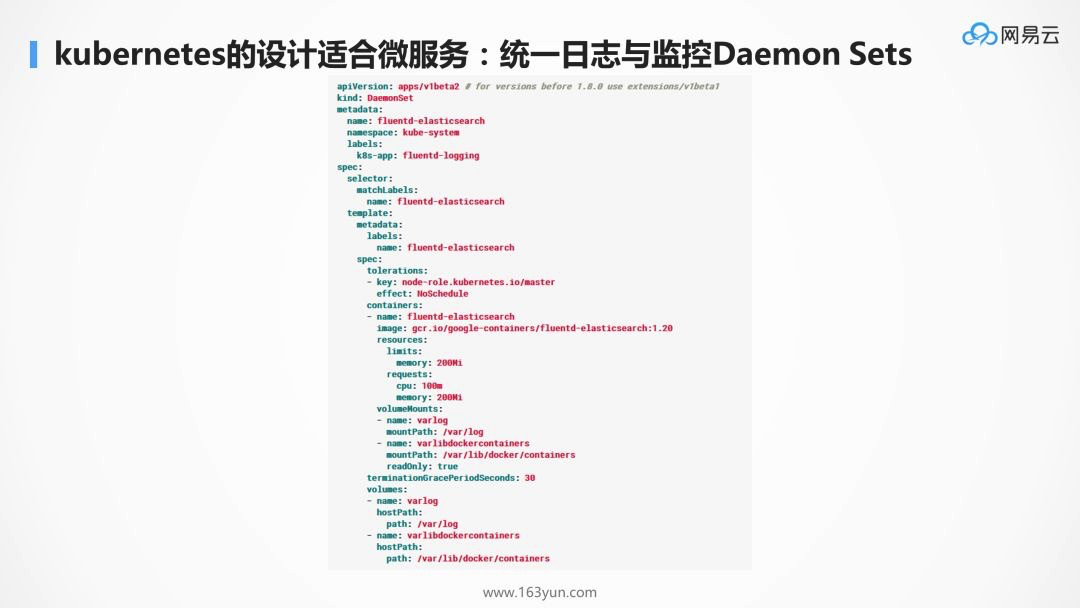 kubernetes的设计适合微服务：统一日志与监控Daemon Sets
网易云
apiVersion: apps/v1beta2 # for versions before 1.8.0 use extensions/v1beta1
kind: DaemonSet
metadata:
  name: fluentd-elasticsearch
  namespace: kube-system
  labels:
    k8s-app: fluentd-logging
spec:
  selector:
    matchLabels:
      name: fluentd-elasticsearch
  template:
    metadata:
      labels:
        name: fluentd-elasticsearch
    spec:
      tolerations:
      - key: node-role.kubernetes.io/master
        effect: NoSchedule
      containers:
      - name: fluentd-elasticsearch
        image: gcr.io/google-containers/fluentd-elasticsearch:1.20
        resources:
          limits:
            memory: 200Mi
          requests:
            cpu: 100m
            memory: 200Mi
        volumeMounts:
        - name: varlog
          mountPath: /var/log
        - name: varlibdockercontainers
          mountPath: /var/lib/docker/containers
          readOnly: true
      terminationGracePeriodSeconds: 30
      volumes:
      - name: varlog
        hostPath:
          path: /var/log
      - name: varlibdockercontainers
        hostPath:
          path: /var/lib/docker/containers
www.163yun.com